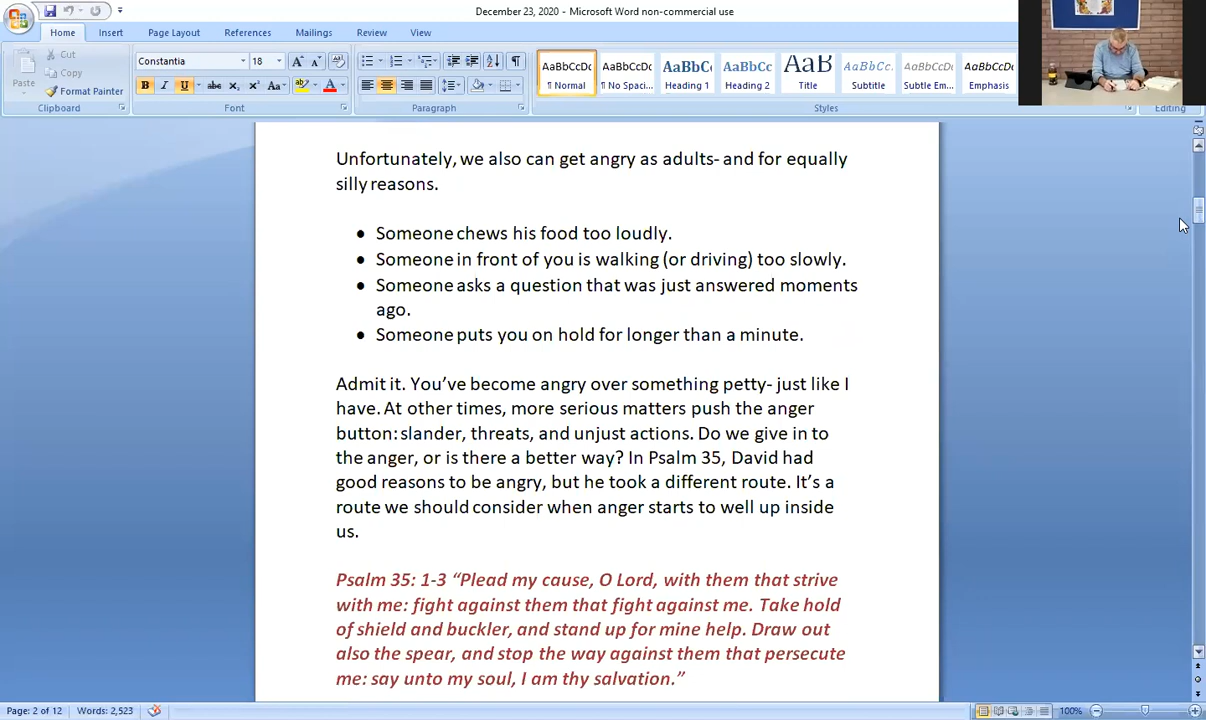 December 23, 2020 - Microsoft Word non-commercial use
Home Insert Page Layout References Mailings Review View
Cut
Copy
Format Painter
Paste
Clipboard
Constantia 18
Font
Paragraph
AaBbCcDc AaBbCcDc AaBbC AaBbCc AaB AaBbCcI AaBbCcD AaBbCcDc
¶ Normal ¶ No Spaci... Heading 1 Heading 2 Title Subtitle Subtle Em... Emphasis
Styles
Editing
Unfortunately, we also can get angry as adults- and for equally
silly reasons.
• Someone chews his food too loudly.
• Someone in front of you is walking (or driving) too slowly.
• Someone asks a question that was just answered moments
ago.
• Someone puts you on hold for longer than a minute.
Admit it. You’ve become angry over something petty- just like I
have. At other times, more serious matters push the anger
button: slander, threats, and unjust actions. Do we give in to
the anger, or is there a better way? In Psalm 35, David had
good reasons to be angry, but he took a different route. It’s a
route we should consider when anger starts to well up inside
us.
Psalm 35: 1-3 “Plead my cause, O Lord, with them that strive
with me: fight against them that fight against me. Take hold
of shield and buckler, and stand up for mine help. Draw out
also the spear, and stop the way against them that persecute
me: say unto my soul, I am thy salvation.”
Page: 2 of 12 Words: 2,523 100%